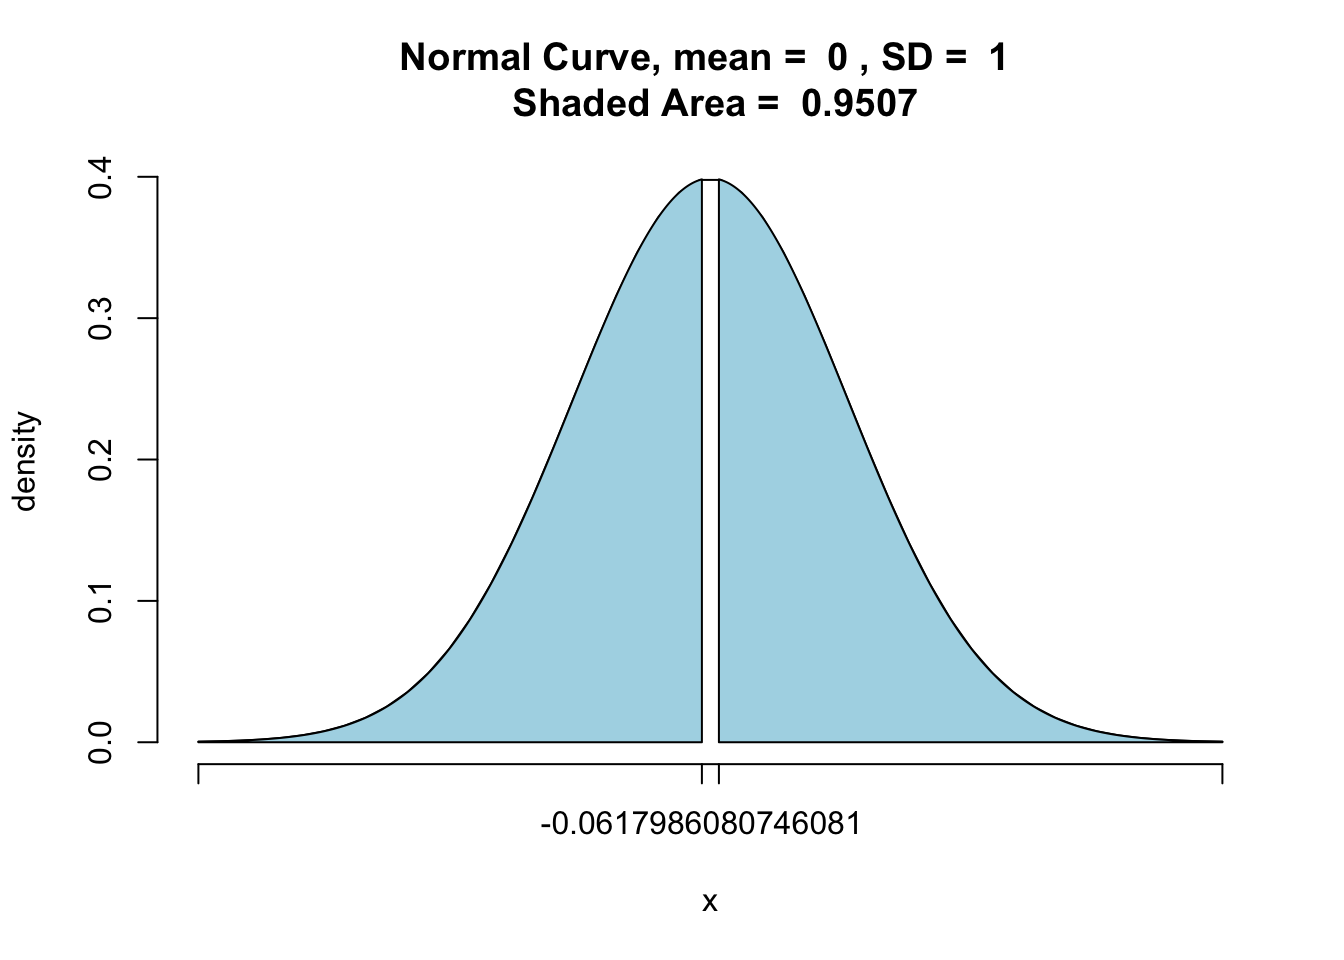 Normal Curve, mean =  0 , SD =  1
Shaded Area =  0.9507
0.4
0.3
0.2
0.1
0.0
density
-0.0617986080746081
x